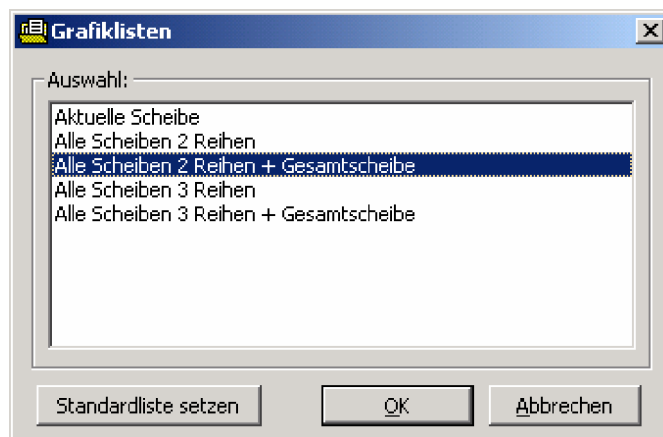 Grafiklisten
Auswahl:
Aktuelle Scheibe
Alle Scheiben 2 Reihen
Alle Scheiben 2 Reihen + Gesamtscheibe
Alle Scheiben 3 Reihen
Alle Scheiben 3 Reihen + Gesamtscheibe
Standardliste setzen OK Abbrechen